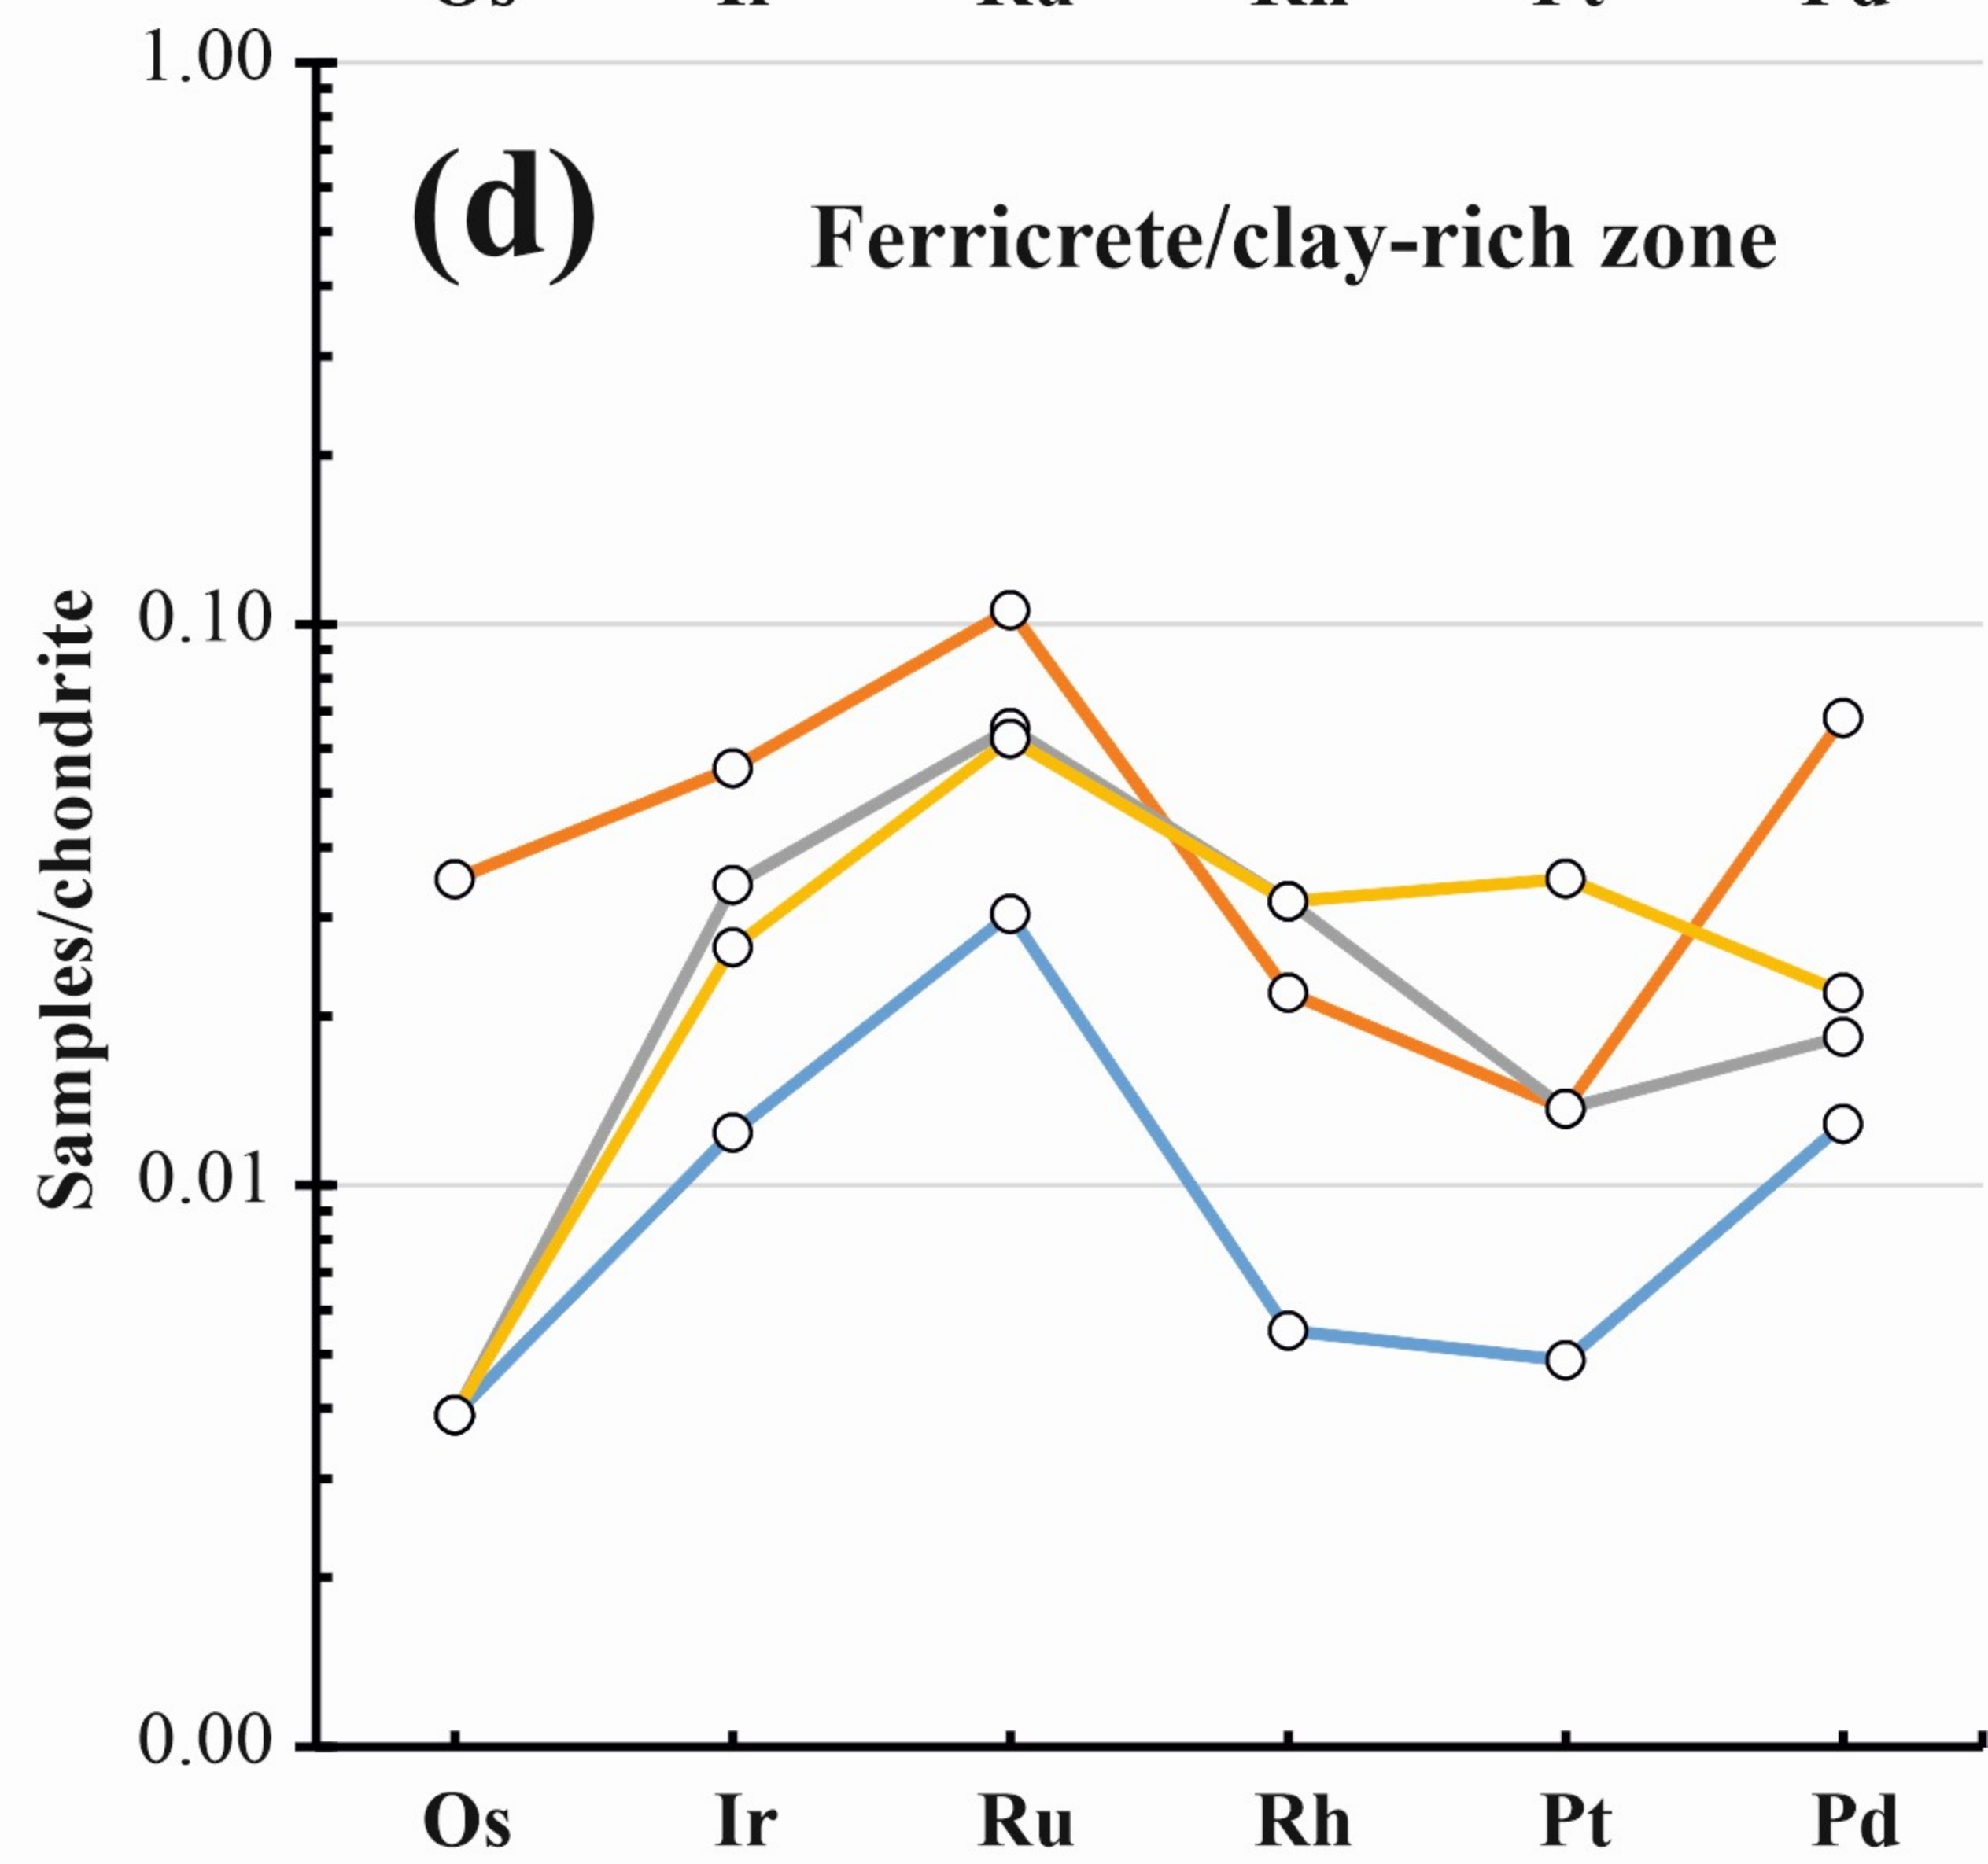 1.00
(d)
Ferricrete/clay-rich zone
0.10
Samples/chondrite
0.01
0.00
Os Ir Ru Rh Pt Pd